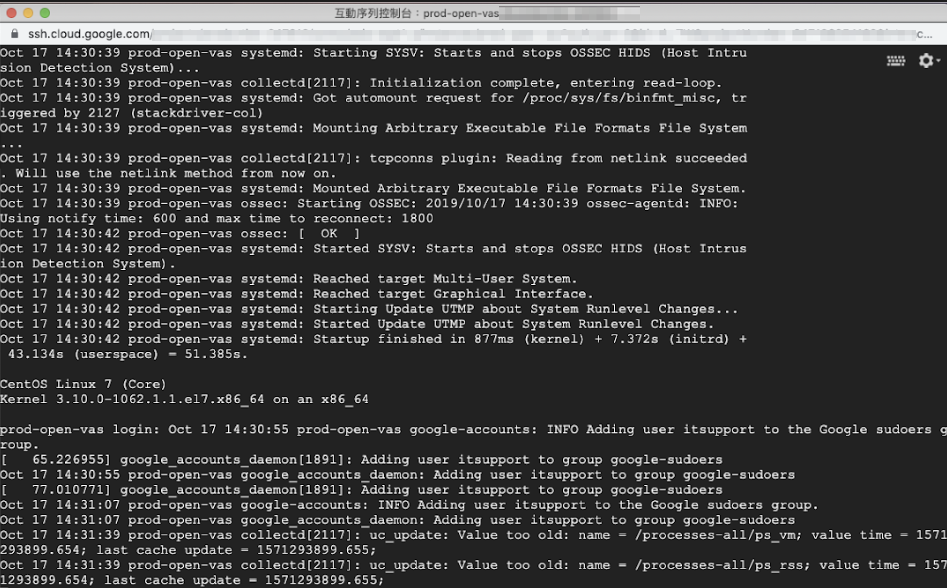 互動序列控制台：prod-open-vas
ssh.cloud.google.com/
c...
Oct 17 14:30:39 prod-open-vas systemd: Starting SYSV: Starts and stops OSSEC HIDS (Host Intru
sion Detection System)...
Oct 17 14:30:39 prod-open-vas collectd[2117]: Initialization complete, entering read-loop.
Oct 17 14:30:39 prod-open-vas systemd: Got automount request for /proc/sys/fs/binfmt_misc, tr
iggered by 2127 (stackdriver-col)
Oct 17 14:30:39 prod-open-vas systemd: Mounting Arbitrary Executable File Formats File System
...
Oct 17 14:30:39 prod-open-vas collectd[2117]: tcpconns plugin: Reading from netlink succeeded
. Will use the netlink method from now on.
Oct 17 14:30:39 prod-open-vas systemd: Mounted Arbitrary Executable File Formats File System.
Oct 17 14:30:39 prod-open-vas ossec: Starting OSSEC: 2019/10/17 14:30:39 ossec-agentd: INFO:
Using notify time: 600 and max time to reconnect: 1800
Oct 17 14:30:42 prod-open-vas ossec: [  OK  ]
Oct 17 14:30:42 prod-open-vas systemd: Started SYSV: Starts and stops OSSEC HIDS (Host Intrus
ion Detection System).
Oct 17 14:30:42 prod-open-vas systemd: Reached target Multi-User System.
Oct 17 14:30:42 prod-open-vas systemd: Reached target Graphical Interface.
Oct 17 14:30:42 prod-open-vas systemd: Starting Update UTMP about System Runlevel Changes...
Oct 17 14:30:42 prod-open-vas systemd: Started Update UTMP about System Runlevel Changes.
Oct 17 14:30:42 prod-open-vas systemd: Startup finished in 877ms (kernel) + 7.372s (initrd) +
 43.134s (userspace) = 51.385s.
CentOS Linux 7 (Core)
Kernel 3.10.0-1062.1.1.el7.x86_64 on an x86_64
prod-open-vas login: Oct 17 14:30:55 prod-open-vas google-accounts: INFO Adding user itsupport to the Google sudoers g
roup.
[   65.226955] google_accounts_daemon[1891]: Adding user itsupport to group google-sudoers
Oct 17 14:30:55 prod-open-vas google_accounts_daemon: Adding user itsupport to group google-sudoers
[   77.010771] google_accounts_daemon[1891]: Adding user itsupport to group google-sudoers
Oct 17 14:31:07 prod-open-vas google-accounts: INFO Adding user itsupport to the Google sudoers group.
Oct 17 14:31:07 prod-open-vas google_accounts_daemon: Adding user itsupport to group google-sudoers
Oct 17 14:31:39 prod-open-vas collectd[2117]: uc_update: Value too old: name = /processes-all/ps_vm; value time = 1571
293899.654; last cache update = 1571293899.655;
Oct 17 14:31:39 prod-open-vas collectd[2117]: uc_update: Value too old: name = /processes-all/ps_rss; value time = 157
1293899.654; last cache update = 1571293899.655;